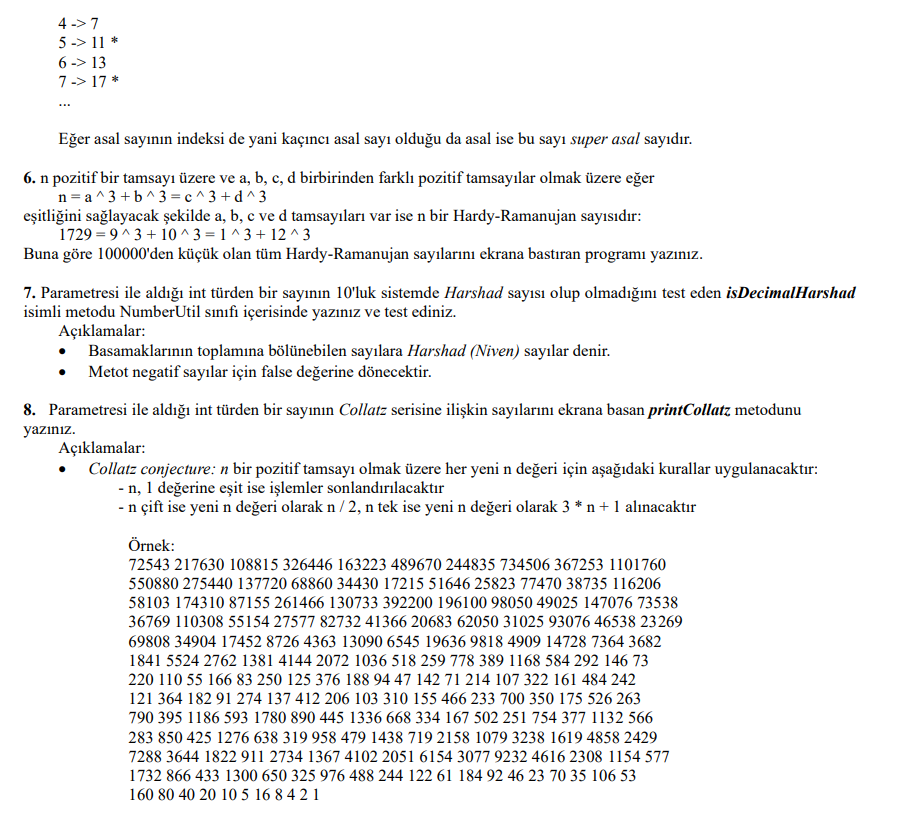 4 -> 7
5 -> 11 *
6 -> 13
7 -> 17 *
...
Eğer asal sayının indeksi de yani kaçıncı asal sayı olduğu da asal ise bu sayı super asal sayıdır.
6. n pozitif bir tamsayı üzere ve a, b, c, d birbirinden farklı pozitif tamsayılar olmak üzere eğer
n = a ^ 3 + b ^ 3 = c ^ 3 + d ^ 3
eşitliğini sağlayacak şekilde a, b, c ve d tamsayıları var ise n bir Hardy-Ramanujan sayısıdır:
1729 = 9 ^ 3 + 10 ^ 3 = 1 ^ 3 + 12 ^ 3
Buna göre 100000'den küçük olan tüm Hardy-Ramanujan sayılarını ekrana bastıran programı yazınız.
7. Parametresi ile aldığı int türden bir sayının 10'luk sistemde Harshad sayısı olup olmadığını test eden isDecimalHarshad
isimli metodu NumberUtil sınıfı içerisinde yazınız ve test ediniz.
Açıklamalar:
• Basamaklarının toplamına bölünebilen sayılara Harshad (Niven) sayılar denir.
• Metot negatif sayılar için false değerine dönecektir.
8. Parametresi ile aldığı int türden bir sayının Collatz serisine ilişkin sayılarını ekrana basan printCollatz metodunu
yazınız.
Açıklamalar:
• Collatz conjecture: n bir pozitif tamsayı olmak üzere her yeni n değeri için aşağıdaki kurallar uygulanacaktır:
- n, 1 değerine eşit ise işlemler sonlandırılacaktır
- n çift ise yeni n değeri olarak n / 2, n tek ise yeni n değeri olarak 3 * n + 1 alınacaktır
Örnek:
72543 217630 108815 326446 163223 489670 244835 734506 367253 1101760
550880 275440 137720 68860 34430 17215 51646 25823 77470 38735 116206
58103 174310 87155 261466 130733 392200 196100 98050 49025 147076 73538
36769 110308 55154 27577 82732 41366 20683 62050 31025 93076 46538 23269
69808 34904 17452 8726 4363 13090 6545 19636 9818 4909 14728 7364 3682
1841 5524 2762 1381 4144 2072 1036 518 259 778 389 1168 584 292 146 73
220 110 55 166 83 250 125 376 188 94 47 142 71 214 107 322 161 484 242
121 364 182 91 274 137 412 206 103 310 155 466 233 700 350 175 526 263
790 395 1186 593 1780 890 445 1336 668 334 167 502 251 754 377 1132 566
283 850 425 1276 638 319 958 479 1438 719 2158 1079 3238 1619 4858 2429
7288 3644 1822 911 2734 1367 4102 2051 6154 3077 9232 4616 2308 1154 577
1732 866 433 1300 650 325 976 488 244 122 61 184 92 46 23 70 35 106 53
160 80 40 20 10 5 16 8 4 2 1